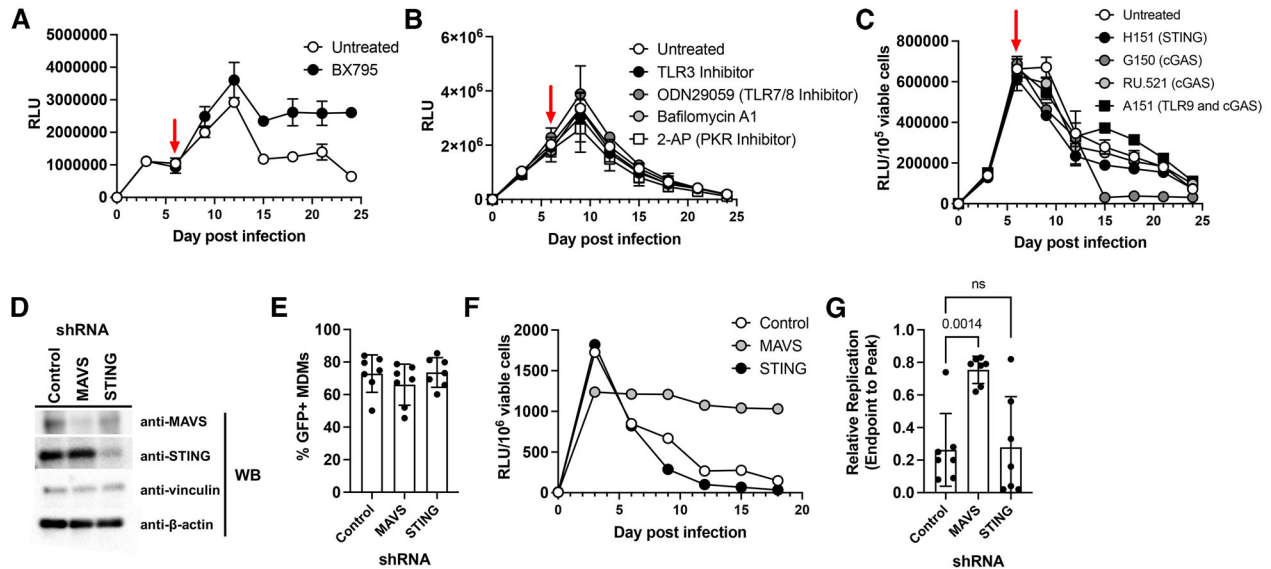 A
5000000
4000000
3000000
2000000
1000000
0
RLU
0 5 10 15 20 25
Day post infection
Untreated
BX795
B
6×10⁶
4×10⁶
2×10⁶
0
RLU
0 5 10 15 20 25
Day post infection
Untreated
TLR3 Inhibitor
ODN29059 (TLR7/8 Inhibitor)
Bafilomycin A1
2-AP (PKR Inhibitor)
C
800000
600000
400000
200000
0
RLU/10⁵ viable cells
0 5 10 15 20 25
Day post infection
Untreated
H151 (STING)
G150 (cGAS)
RU.521 (cGAS)
A151 (TLR9 and cGAS)
D
shRNA
Control
MAVS
STING
anti-MAVS
anti-STING
anti-vinculin
anti-β-actin
WB
E
100
80
60
40
20
0
% GFP+ MDMs
Control
MAVS
STING
shRNA
F
2000
1500
1000
500
0
RLU/10⁶ viable cells
0 5 10 15 20
Day post infection
Control
MAVS
STING
G
ns
0.0014
1.0
0.8
0.6
0.4
0.2
0.0
Relative Replication
(Endpoint to Peak)
Control
MAVS
STING
shRNA